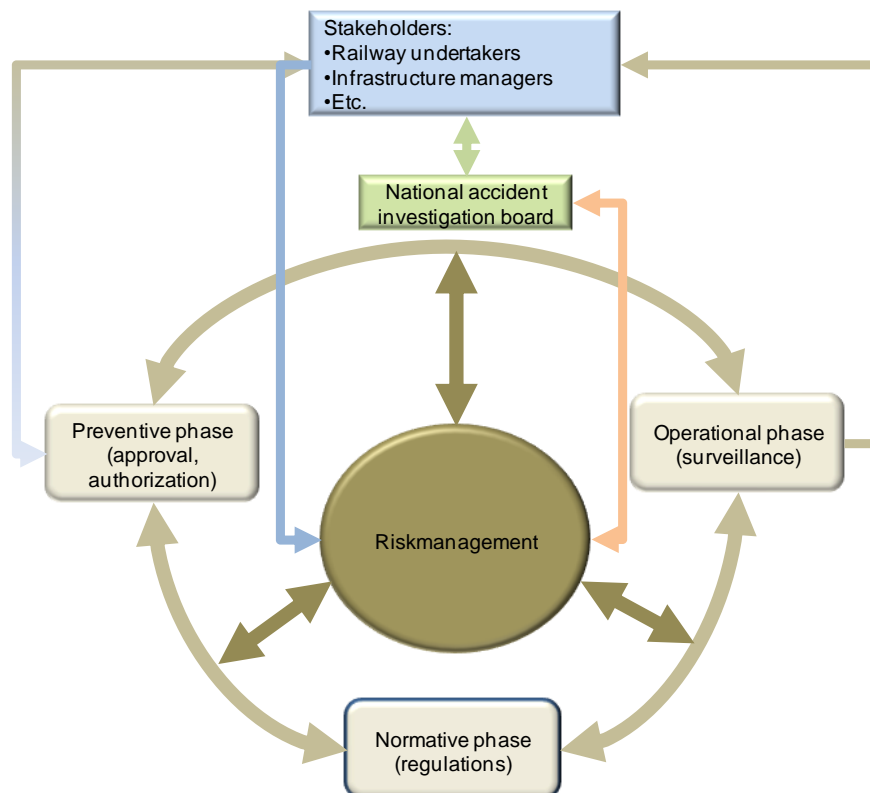 Stakeholders:
•Railway undertakers
•Infrastructure managers
•Etc.
National accident
investigation board
Preventive phase
(approval,
authorization)
Operational phase
(surveillance)
Riskmanagement
Normative phase
(regulations)